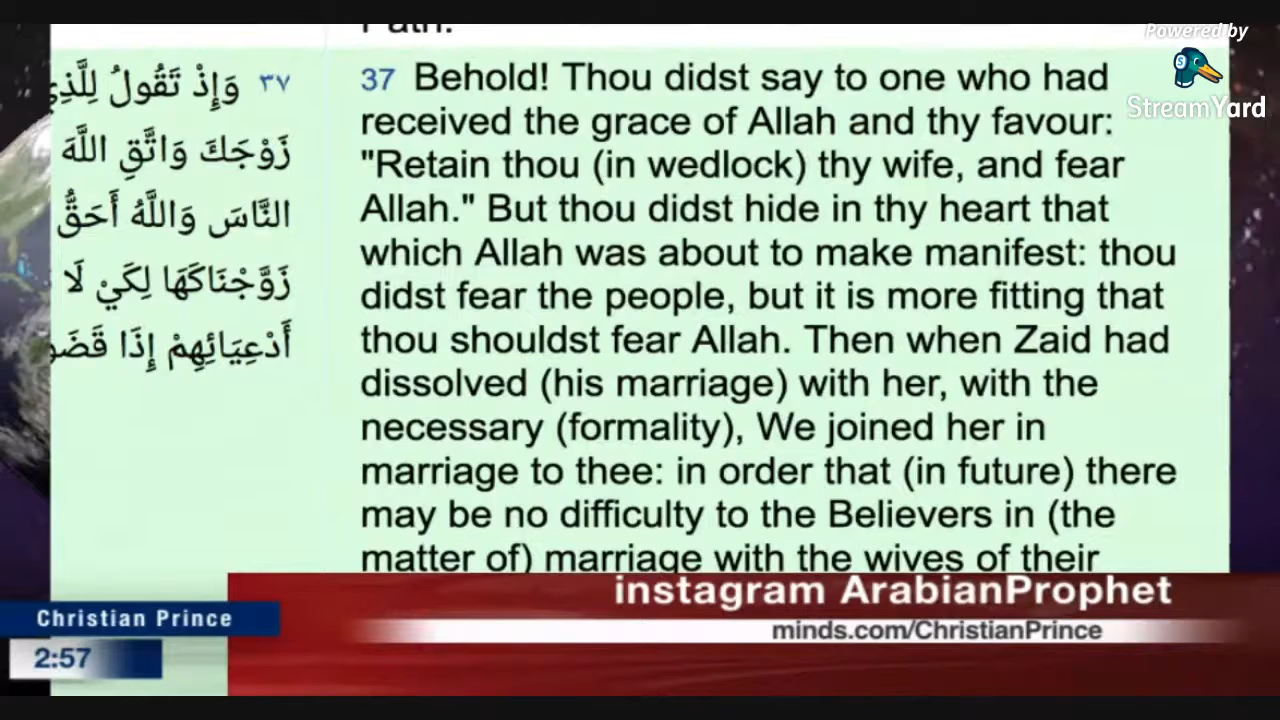 Path.
37 Behold! Thou didst say to one who had
received the grace of Allah and thy favour:
"Retain thou (in wedlock) thy wife, and fear
Allah." But thou didst hide in thy heart that
which Allah was about to make manifest: thou
didst fear the people, but it is more fitting that
thou shouldst fear Allah. Then when Zaid had
dissolved (his marriage) with her, with the
necessary (formality), We joined her in
marriage to thee: in order that (in future) there
may be no difficulty to the Believers in (the
matter of) marriage with the wives of their
٣٧ وَإِذْ تَقُولُ لِلَّذِي
زَوْجَكَ وَاتَّقِ اللَّهَ
النَّاسَ وَاللَّهُ أَحَقُّ
زَوَّجْنَاكَهَا لِكَيْ لَا
أَدْعِيَائِهِمْ إِذَا
Powered by
StreamYard
instagram ArabianProphet
minds.com/ChristianPrince
Christian Prince
2:57